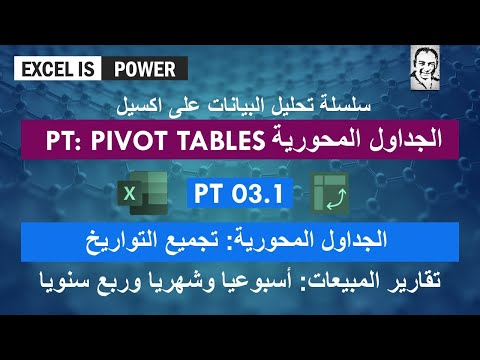 EXCEL IS POWER
سلسلة تحليل البيانات على اكسيل
PT: PIVOT TABLES الجداول المحورية
PT 03.1
الجداول المحورية: تجميع التواريخ
تقارير المبيعات: أسبوعيا وشهريا وربع سنويا